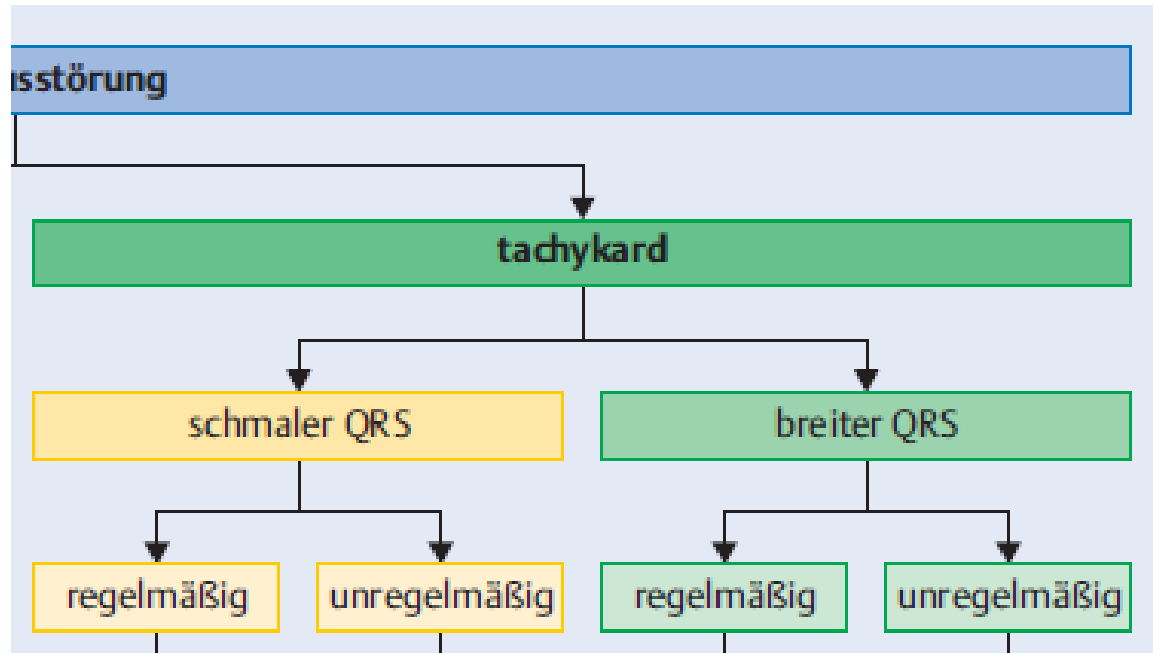 usstörung
tachykard
schmaler QRS
breiter QRS
regelmäßig
unregelmäßig
regelmäßig
unregelmäßig